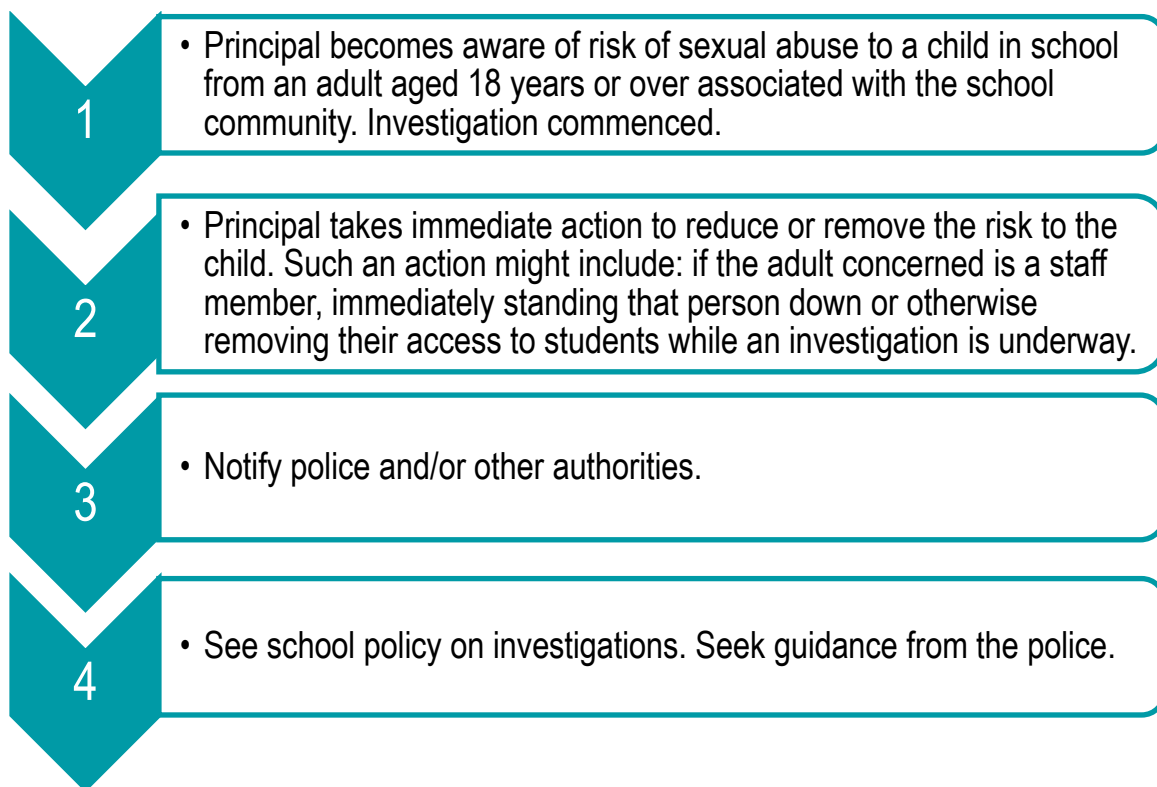 1
• Principal becomes aware of risk of sexual abuse to a child in school
from an adult aged 18 years or over associated with the school
community. Investigation commenced.
2
• Principal takes immediate action to reduce or remove the risk to the
child. Such an action might include: if the adult concerned is a staff
member, immediately standing that person down or otherwise
removing their access to students while an investigation is underway.
3
• Notify police and/or other authorities.
4
• See school policy on investigations. Seek guidance from the police.